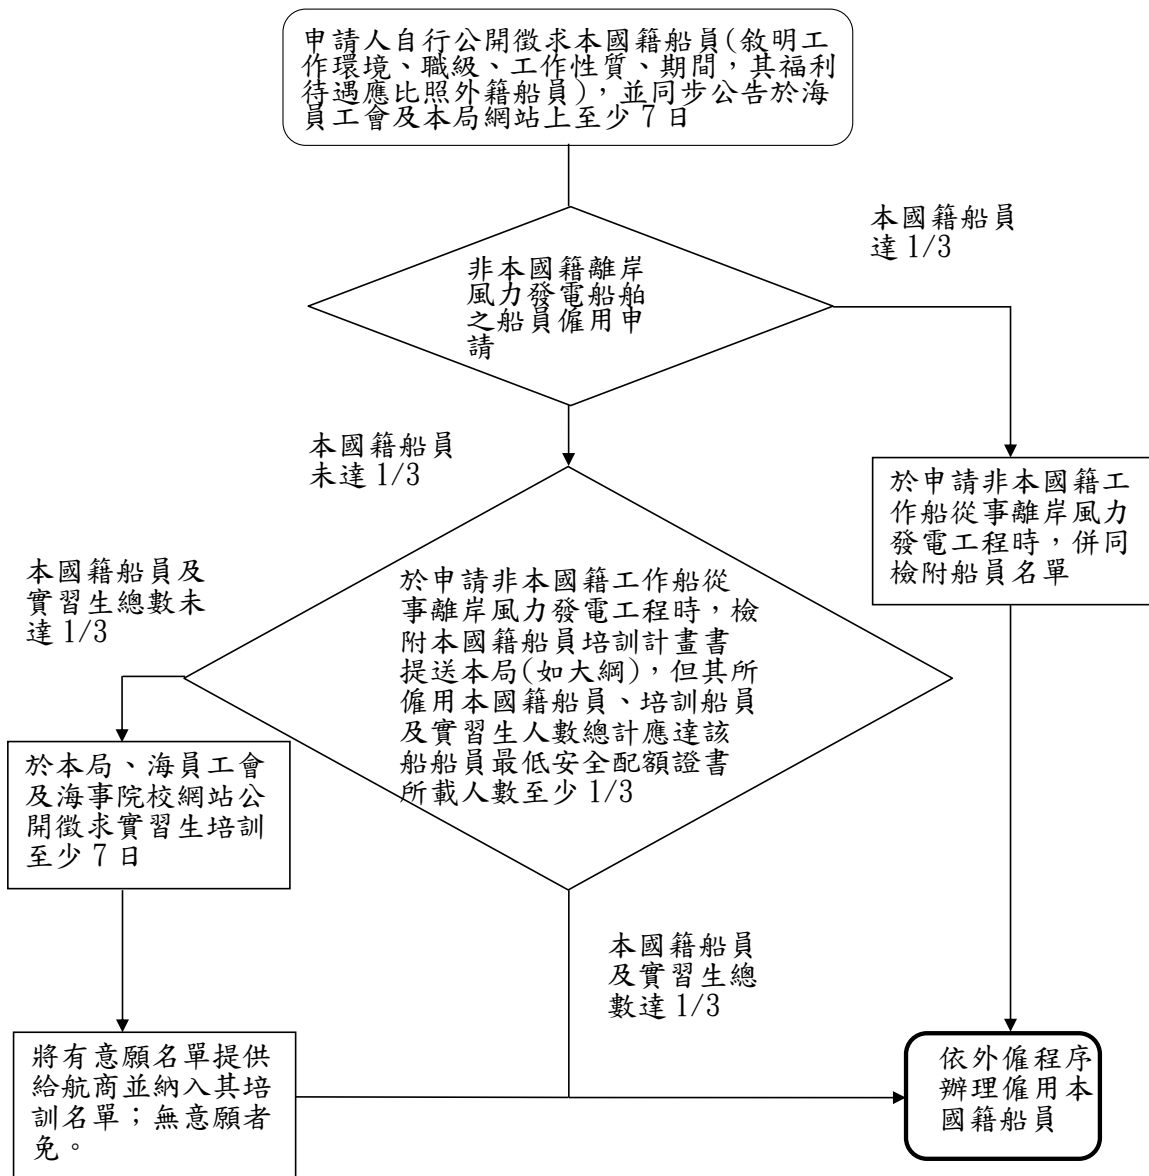 申請人自行公開徵求本國籍船員(敘明工
作環境、職級、工作性質、期間，其福利
待遇應比照外籍船員)，並同步公告於海
員工會及本局網站上至少 7 日
本國籍船員
達 1/3
非本國籍離岸
風力發電船舶
之船員僱用申
請
本國籍船員
未達 1/3
於申請非本國籍工
作船從事離岸風力
發電工程時，併同
檢附船員名單
本國籍船員及
實習生總數未
達 1/3
於申請非本國籍工作船從
事離岸風力發電工程時，檢
附本國籍船員培訓計畫書
提送本局(如大綱)，但其所
僱用本國籍船員、培訓船員
及實習生人數總計應達該
船船員最低安全配額證書
所載人數至少 1/3
於本局、海員工會
及海事院校網站公
開徵求實習生培訓
至少 7 日
本國籍船員
及實習生總
數達 1/3
將有意願名單提供
給航商並納入其培
訓名單；無意願者
免。
依外僱程序
辦理僱用本
國籍船員